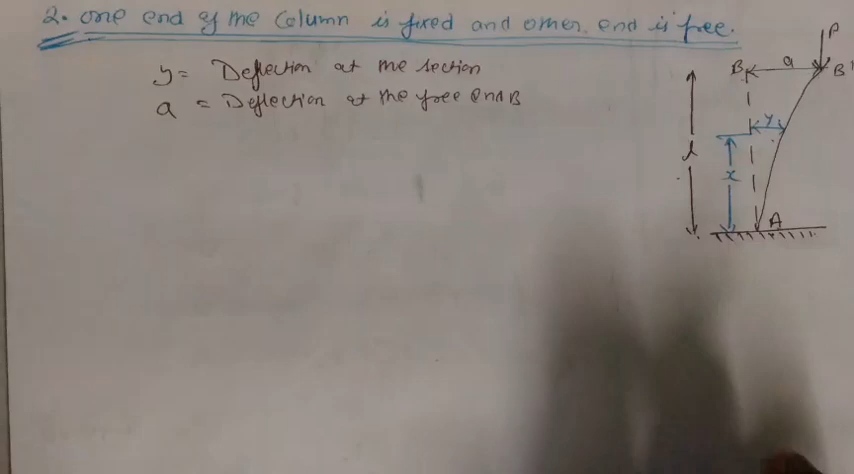 2. one end of the column is fixed and other end is free.
y = Deflection at the section
a = Deflection at the free end B
P
B a B'
y
l
x
A